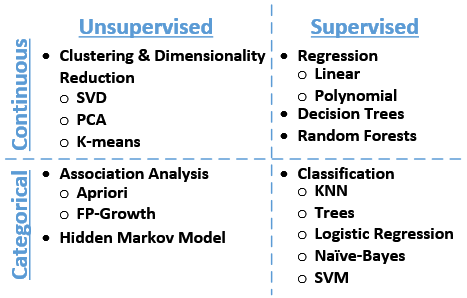 Unsupervised
Supervised
Continuous
• Clustering & Dimensionality
Reduction
o SVD
o PCA
o K-means
• Regression
o Linear
o Polynomial
• Decision Trees
• Random Forests
Categorical
• Association Analysis
o Apriori
o FP-Growth
• Hidden Markov Model
• Classification
o KNN
o Trees
o Logistic Regression
o Naïve-Bayes
o SVM